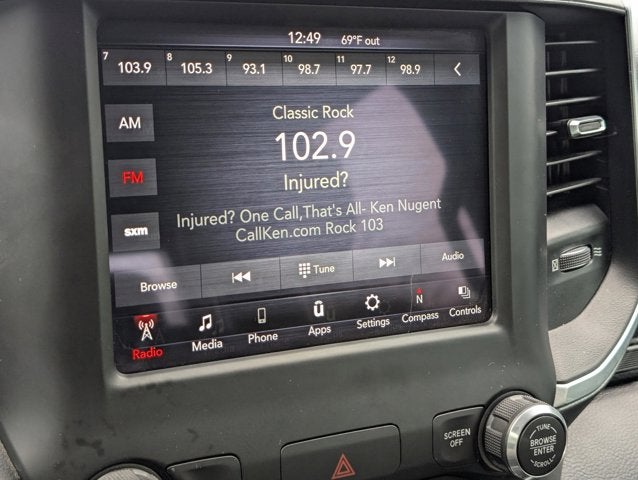 12:49 69°F out
7 103.9 8 105.3 9 93.1 10 98.7 11 97.7 12 98.9
AM
Classic Rock
102.9
FM
Injured?
sxm
Injured? One Call,That's All- Ken Nugent
CallKen.com Rock 103
Browse Tune Audio
Radio Media Phone Apps Settings N Compass Controls
SCREEN
OFF
TUNE
BROWSE
ENTER
SCROLL